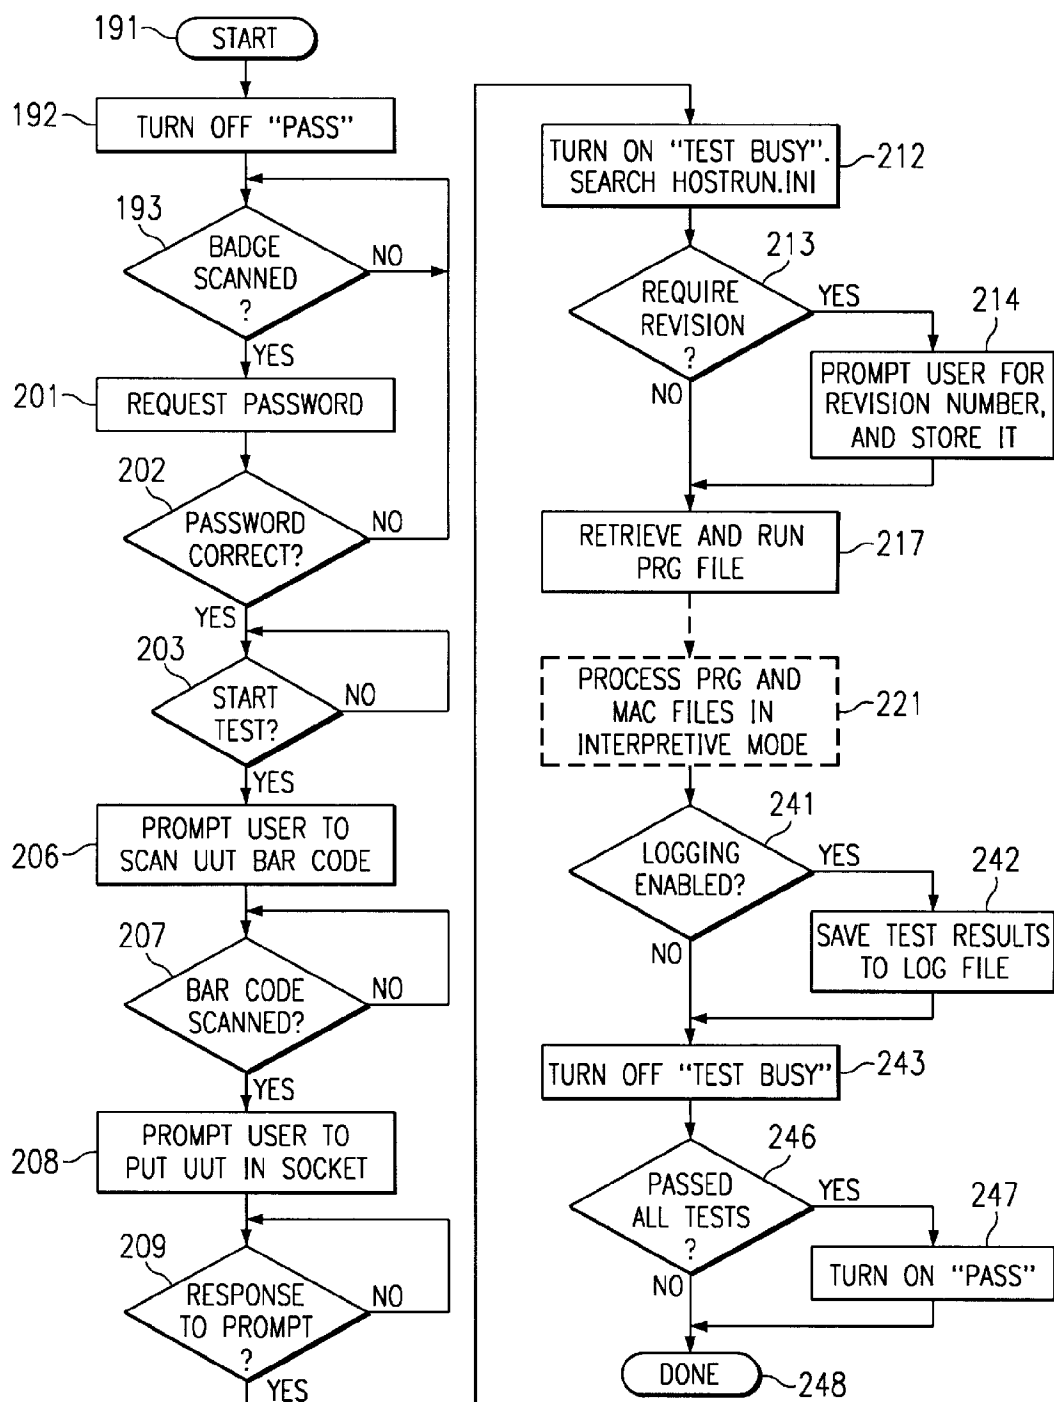 191
START
192
TURN OFF "PASS"
193
BADGE
SCANNED
?
NO
YES
201
REQUEST PASSWORD
202
PASSWORD
CORRECT?
NO
YES
203
START
TEST?
NO
YES
206
PROMPT USER TO
SCAN UUT BAR CODE
207
BAR CODE
SCANNED?
NO
YES
208
PROMPT USER TO
PUT UUT IN SOCKET
209
RESPONSE
TO PROMPT
?
NO
YES
TURN ON "TEST BUSY".
SEARCH HOSTRUN.INI
212
213
REQUIRE
REVISION
?
YES
NO
214
PROMPT USER FOR
REVISION NUMBER,
AND STORE IT
RETRIEVE AND RUN
PRG FILE
217
PROCESS PRG AND
MAC FILES IN
INTERPRETIVE MODE
221
241
LOGGING
ENABLED?
YES
NO
242
SAVE TEST RESULTS
TO LOG FILE
TURN OFF "TEST BUSY"
243
246
PASSED
ALL TESTS
?
YES
NO
247
TURN ON "PASS"
DONE
248